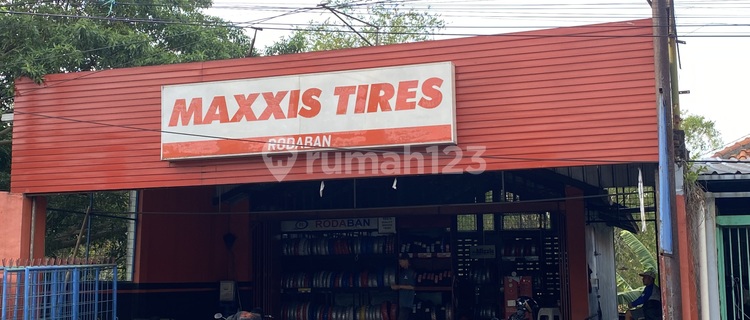 MAXXIS TIRES
RODABAN
rumah123
RODABAN